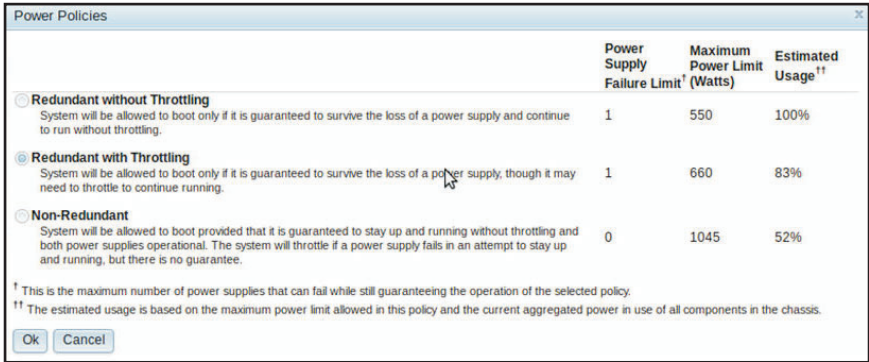 Power Policies
x
Power
Supply
Failure Limit†
Maximum
Power Limit
(Watts)
Estimated
Usage††
Redundant without Throttling
System will be allowed to boot only if it is guaranteed to survive the loss of a power supply and continue
to run without throttling.
1
550
100%
Redundant with Throttling
System will be allowed to boot only if it is guaranteed to survive the loss of a power supply, though it may
need to throttle to continue running.
1
660
83%
Non-Redundant
System will be allowed to boot provided that it is guaranteed to stay up and running without throttling and
both power supplies operational. The system will throttle if a power supply fails in an attempt to stay up
and running, but there is no guarantee.
0
1045
52%
† This is the maximum number of power supplies that can fail while still guaranteeing the operation of the selected policy.
†† The estimated usage is based on the maximum power limit allowed in this policy and the current aggregated power in use of all components in the chassis.
Ok
Cancel